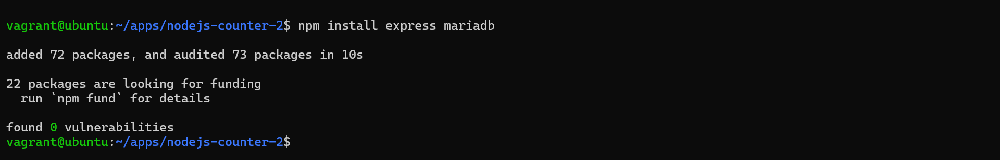 vagrant@ubuntu:~/apps/nodejs-counter-2$ npm install express mariadb
added 72 packages, and audited 73 packages in 10s
22 packages are looking for funding
  run `npm fund` for details
found 0 vulnerabilities
vagrant@ubuntu:~/apps/nodejs-counter-2$